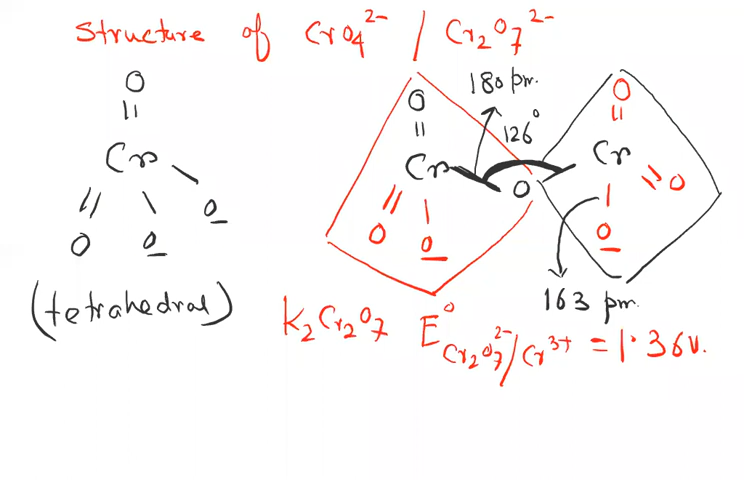 Structure of CrO4 2- / Cr2O7 2-
O
Cr
O O O
(tetrahedral)
180 pm.
126°
O
Cr
O O
O
O
Cr
O
O
163 pm.
K2Cr2O7 E° Cr2O7 2-/Cr3+ = 1.36V.